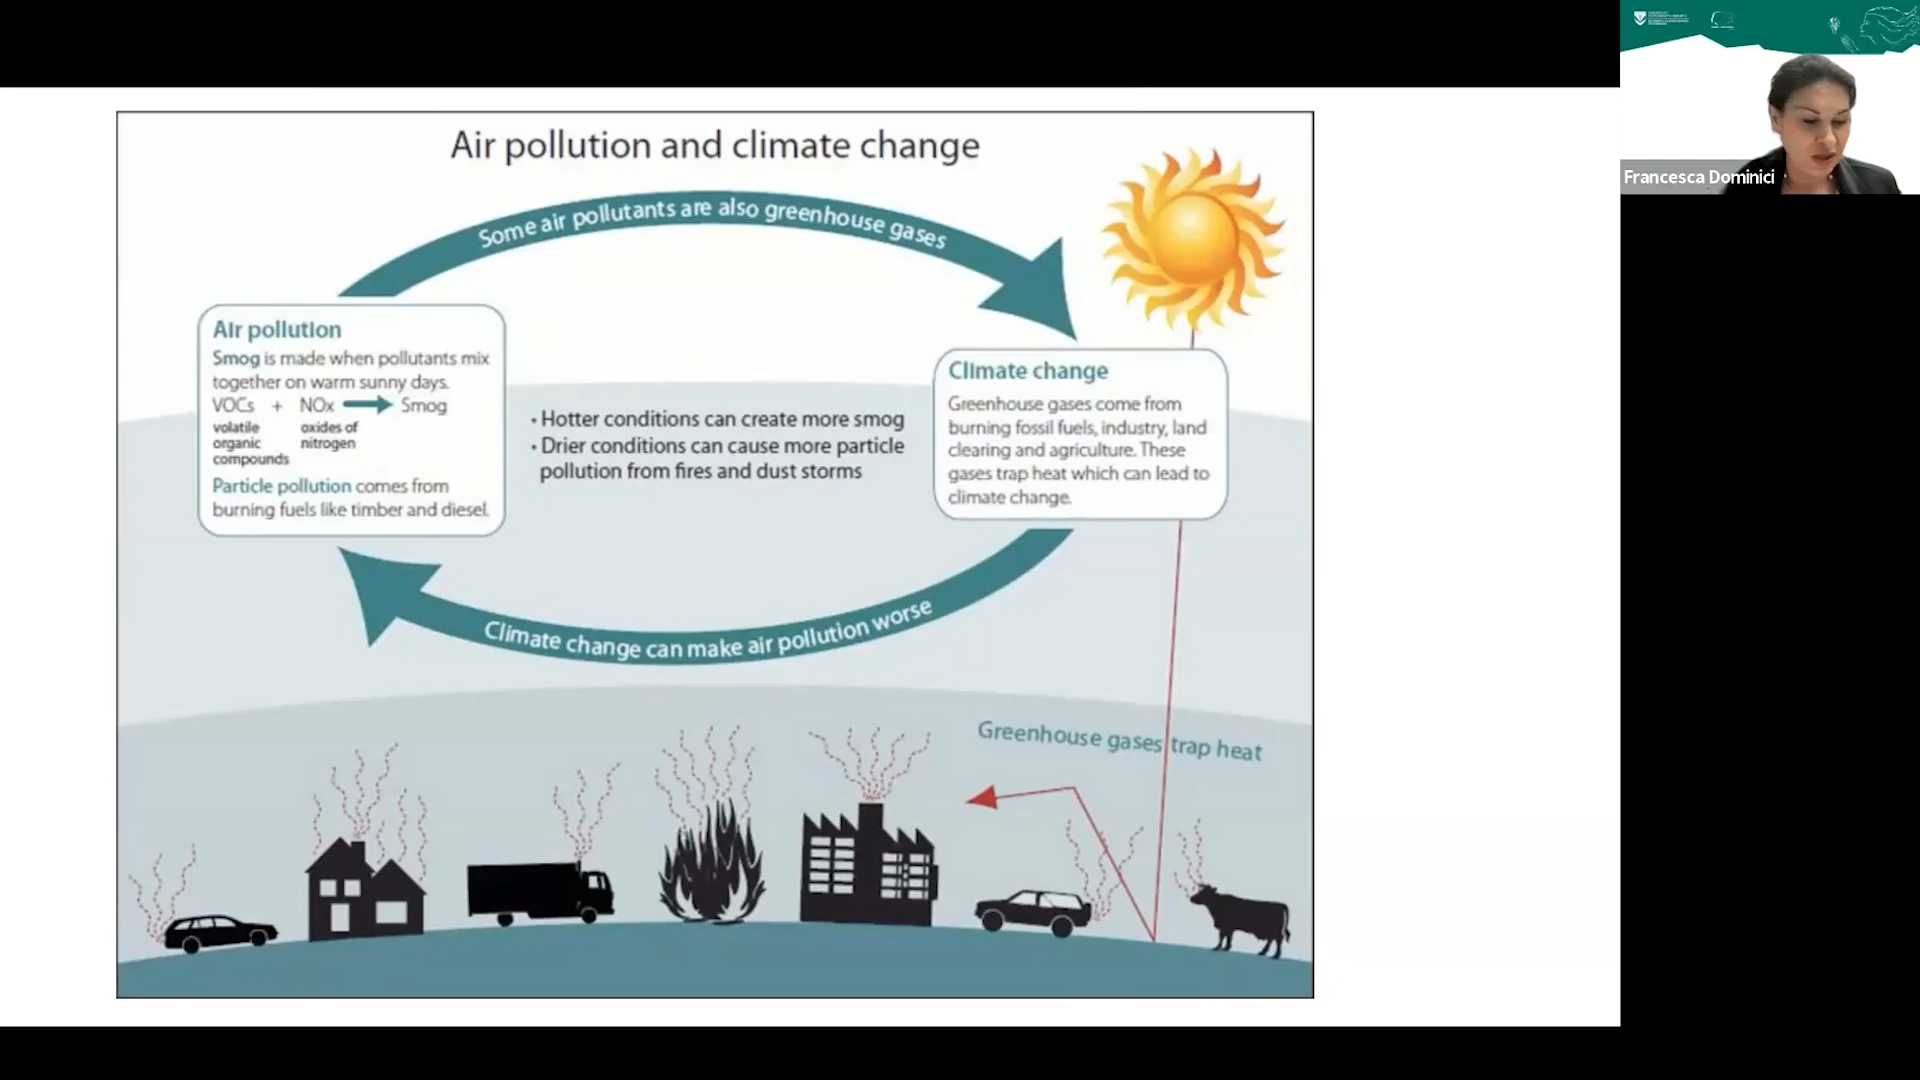 Air pollution and climate change
Some air pollutants are also greenhouse gases
Air pollution
Smog is made when pollutants mix
together on warm sunny days.
VOCs + NOx Smog
volatile
organic
compounds
oxides of
nitrogen
Particle pollution comes from
burning fuels like timber and diesel.
• Hotter conditions can create more smog
• Drier conditions can cause more particle
pollution from fires and dust storms
Climate change
Greenhouse gases come from
burning fossil fuels, industry, land
clearing and agriculture. These
gases trap heat which can lead to
climate change.
Climate change can make air pollution worse
Greenhouse gases trap heat
Francesca Dominici